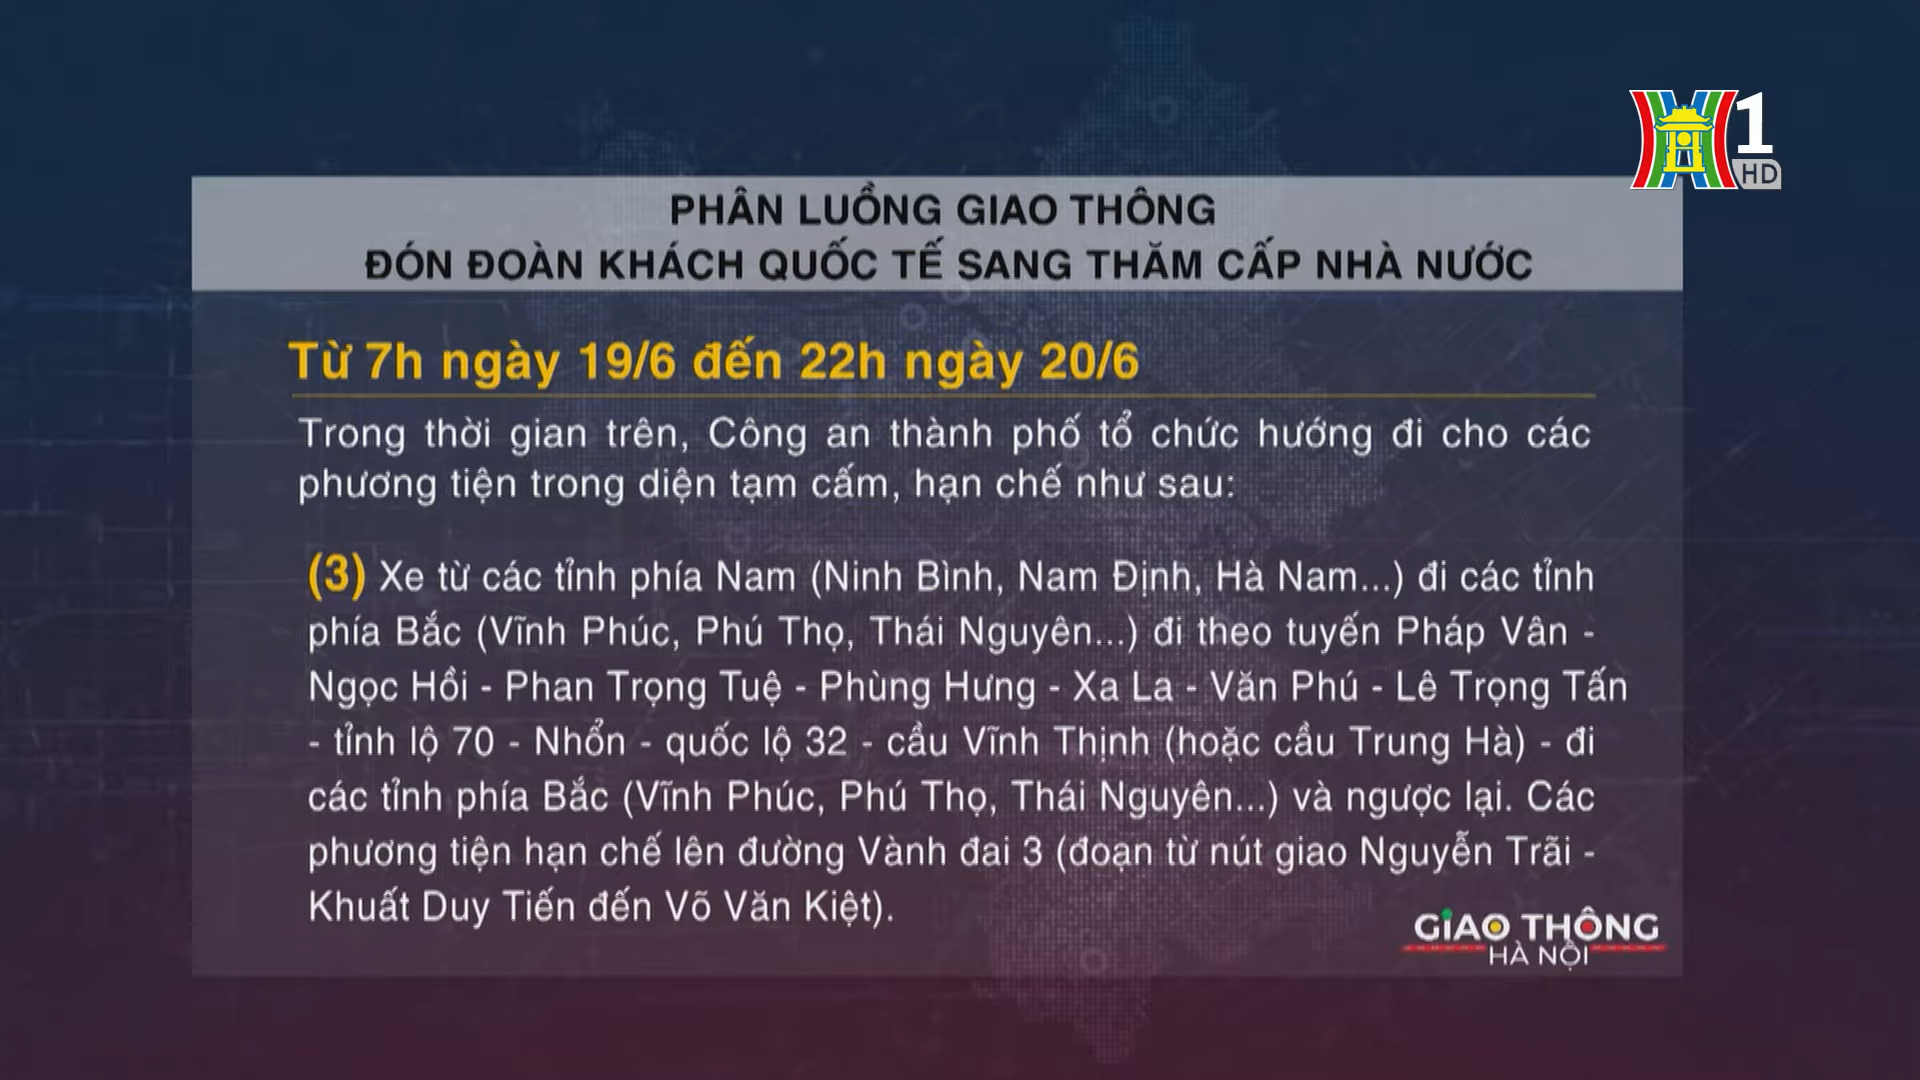 1
HD
PHÂN LUỒNG GIAO THÔNG
ĐÓN ĐOÀN KHÁCH QUỐC TẾ SANG THĂM CẤP NHÀ NƯỚC
Từ 7h ngày 19/6 đến 22h ngày 20/6
Trong thời gian trên, Công an thành phố tổ chức hướng đi cho các
phương tiện trong diện tạm cấm, hạn chế như sau:
(3) Xe từ các tỉnh phía Nam (Ninh Bình, Nam Định, Hà Nam...) đi các tỉnh
phía Bắc (Vĩnh Phúc, Phú Thọ, Thái Nguyên...) đi theo tuyến Pháp Vân -
Ngọc Hồi - Phan Trọng Tuệ - Phùng Hưng - Xa La - Văn Phú - Lê Trọng Tấn
- tỉnh lộ 70 - Nhổn - quốc lộ 32 - cầu Vĩnh Thịnh (hoặc cầu Trung Hà) - đi
các tỉnh phía Bắc (Vĩnh Phúc, Phú Thọ, Thái Nguyên...) và ngược lại. Các
phương tiện hạn chế lên đường Vành đai 3 (đoạn từ nút giao Nguyễn Trãi -
Khuất Duy Tiến đến Võ Văn Kiệt).
GIAO THÔNG
HÀ NỘI